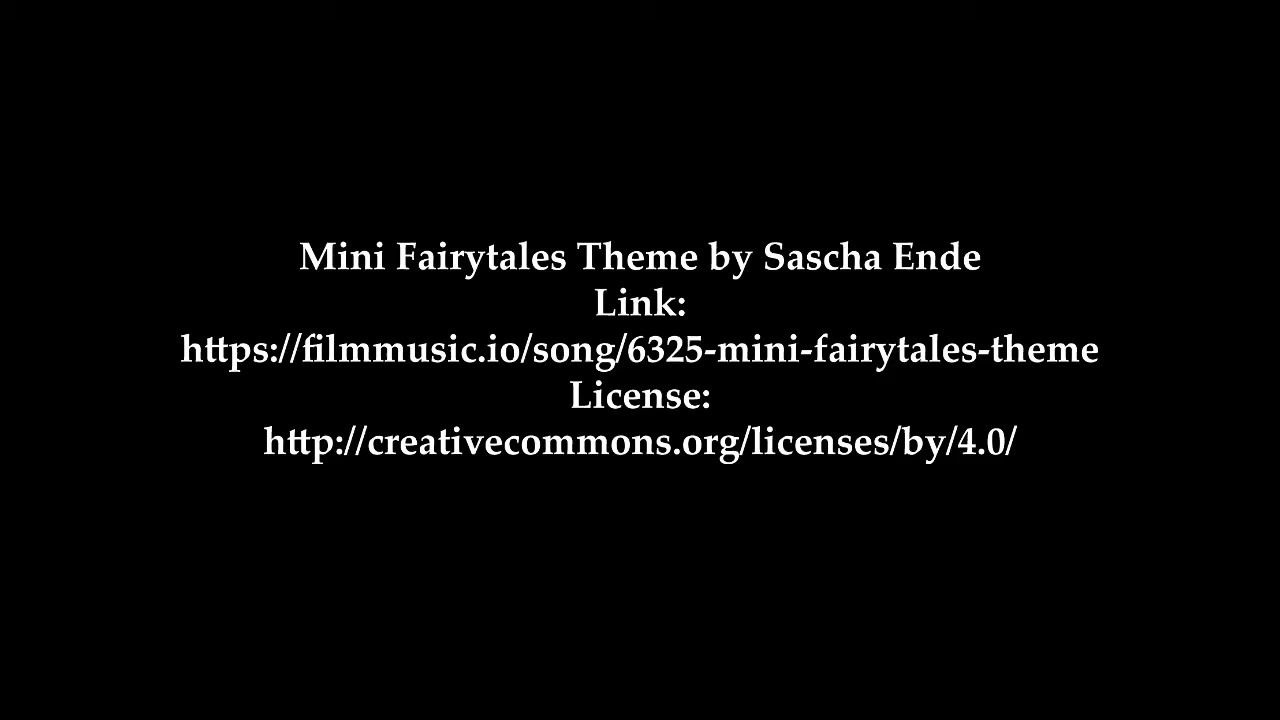 Mini Fairytales Theme by Sascha Ende
Link:
https://filmmusic.io/song/6325-mini-fairytales-theme
License:
http://creativecommons.org/licenses/by/4.0/